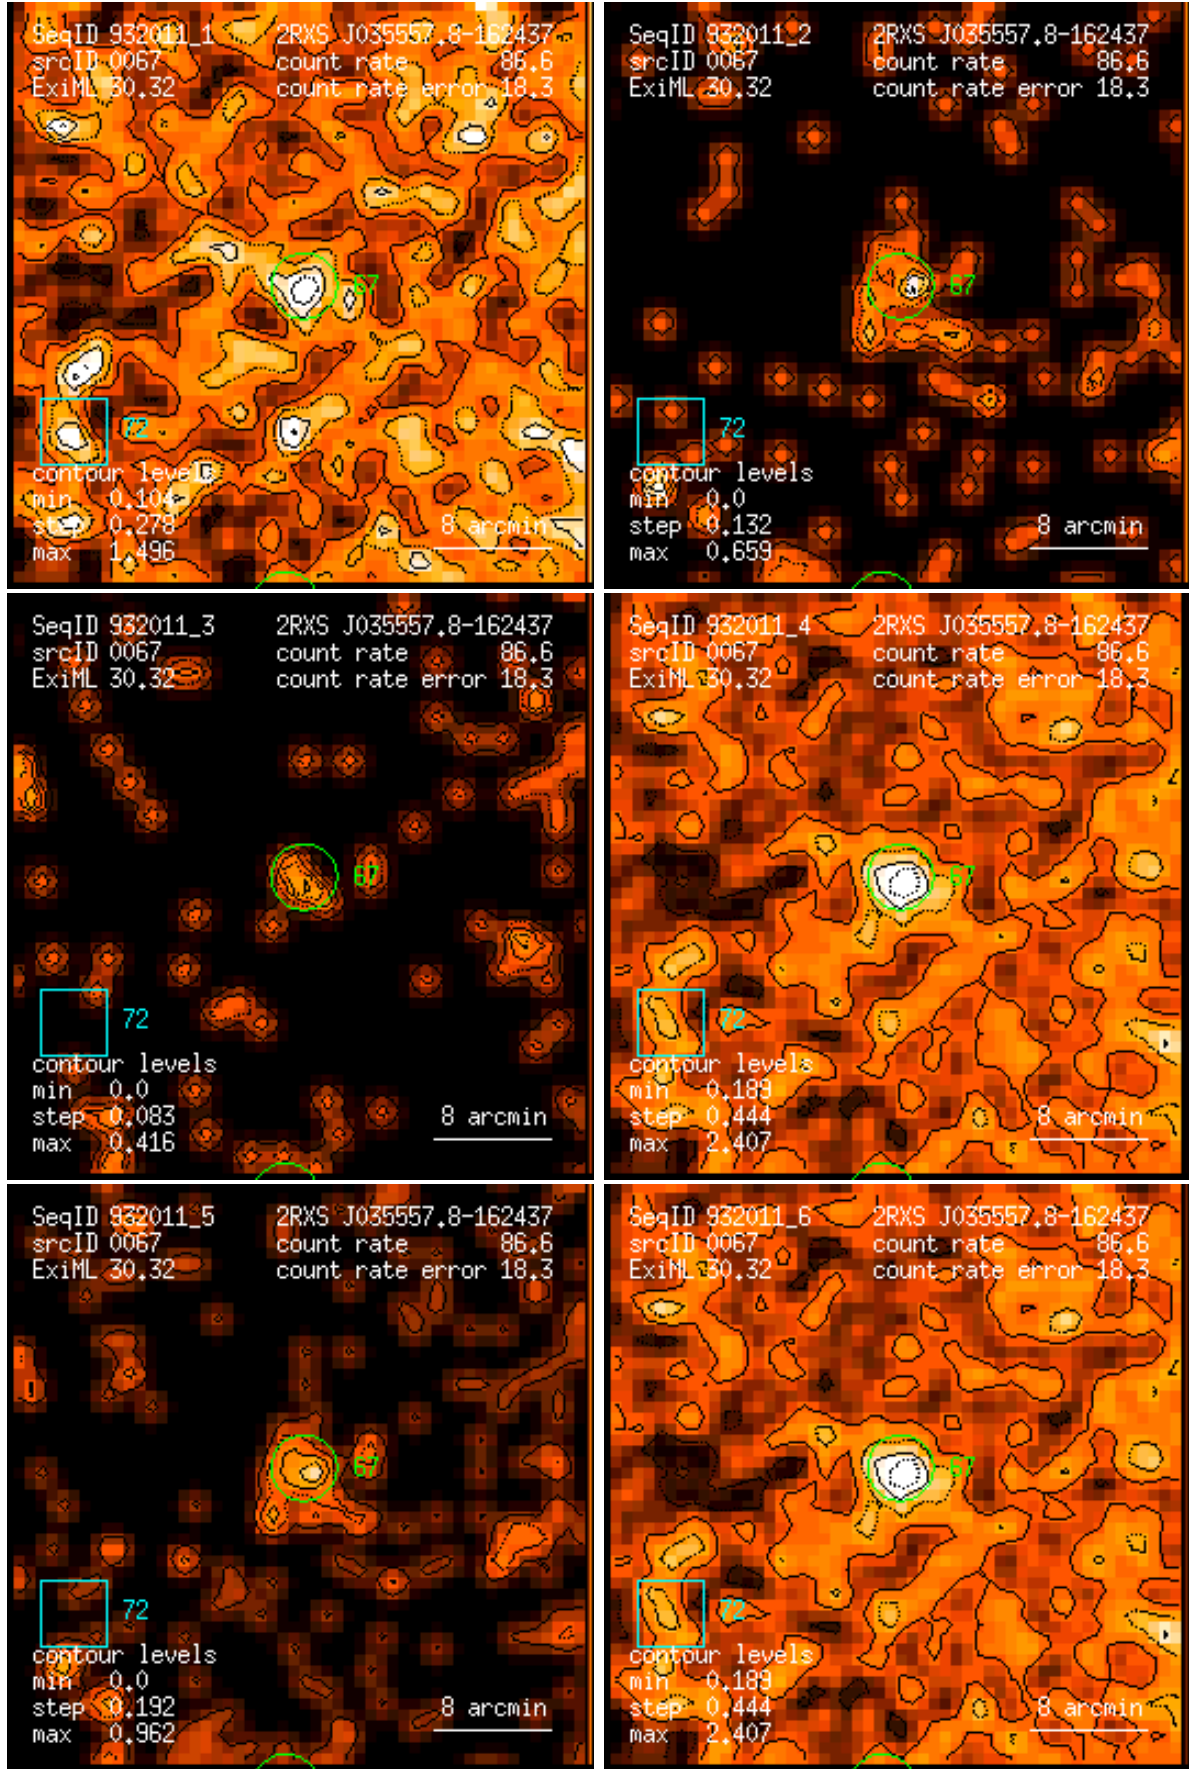 SeqID 932011_1 2RXS J035557.8-162437
srcID 0067 count rate 86.6
ExiML 30.32 count rate error 18.3
67
72
contour levels
min 0.104
step 0.278
max 1.496
8 arcmin
SeqID 932011_2 2RXS J035557.8-162437
srcID 0067 count rate 86.6
ExiML 30.32 count rate error 18.3
67
72
contour levels
min 0.0
step 0.132
max 0.659
8 arcmin
SeqID 932011_3 2RXS J035557.8-162437
srcID 0067 count rate 86.6
ExiML 30.32 count rate error 18.3
67
72
contour levels
min 0.0
step 0.083
max 0.416
8 arcmin
SeqID 932011_4 2RXS J035557.8-162437
srcID 0067 count rate 86.6
ExiML 30.32 count rate error 18.3
67
72
contour levels
min 0.189
step 0.444
max 2.407
8 arcmin
SeqID 932011_5 2RXS J035557.8-162437
srcID 0067 count rate 86.6
ExiML 30.32 count rate error 18.3
67
72
contour levels
min 0.0
step 0.192
max 0.962
8 arcmin
SeqID 932011_6 2RXS J035557.8-162437
srcID 0067 count rate 86.6
ExiML 30.32 count rate error 18.3
67
72
contour levels
min 0.189
step 0.444
max 2.407
8 arcmin